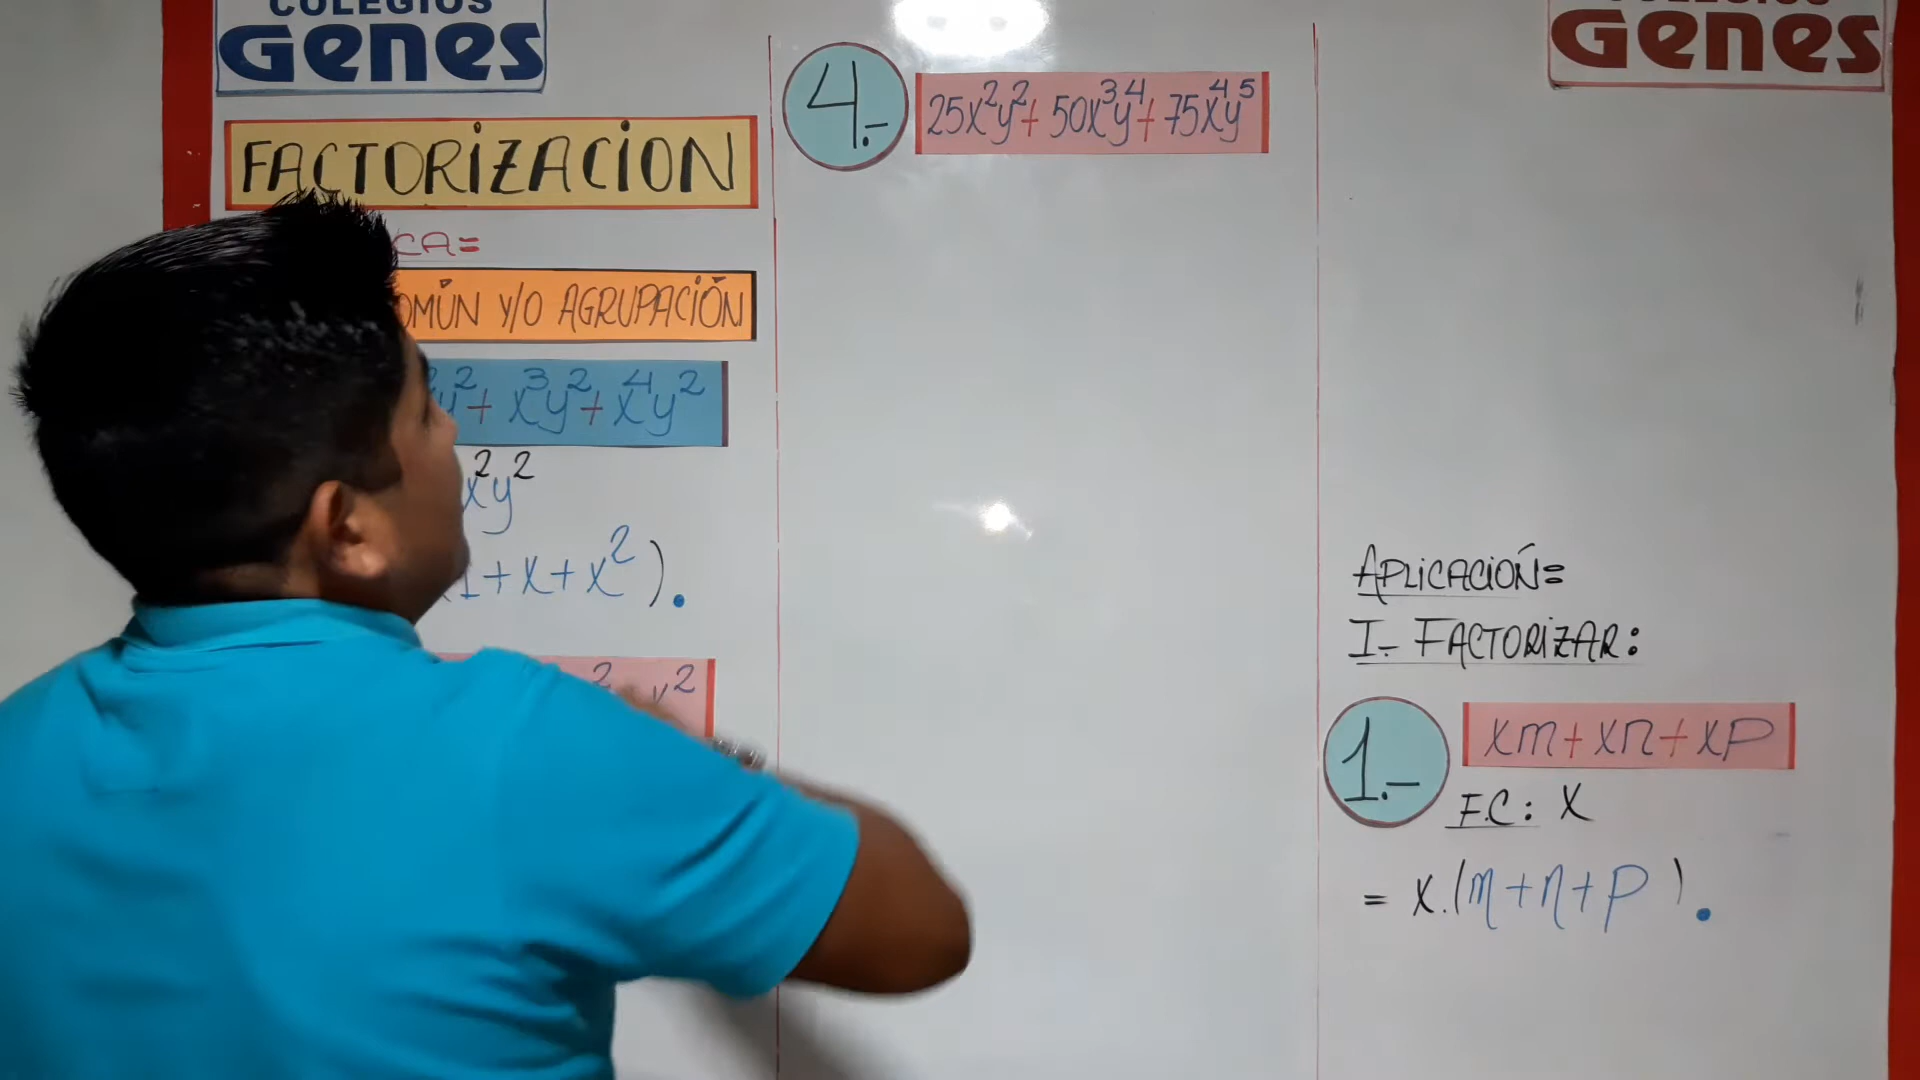 COLEGIOS
Genes
FACTORIZACION
CA=
OMÚN Y/O AGRUPACIÓN
y²+ x³y²+ x⁴y²
x²y²
(1+x+x²).
4.- 25x²y²+ 50x³y⁴+ 75x⁴y⁵
Genes
APLICACIÓN=
I.- FACTORIZAR:
1.- xm+xn+xp
F.C: X
= x.(m+n+p).